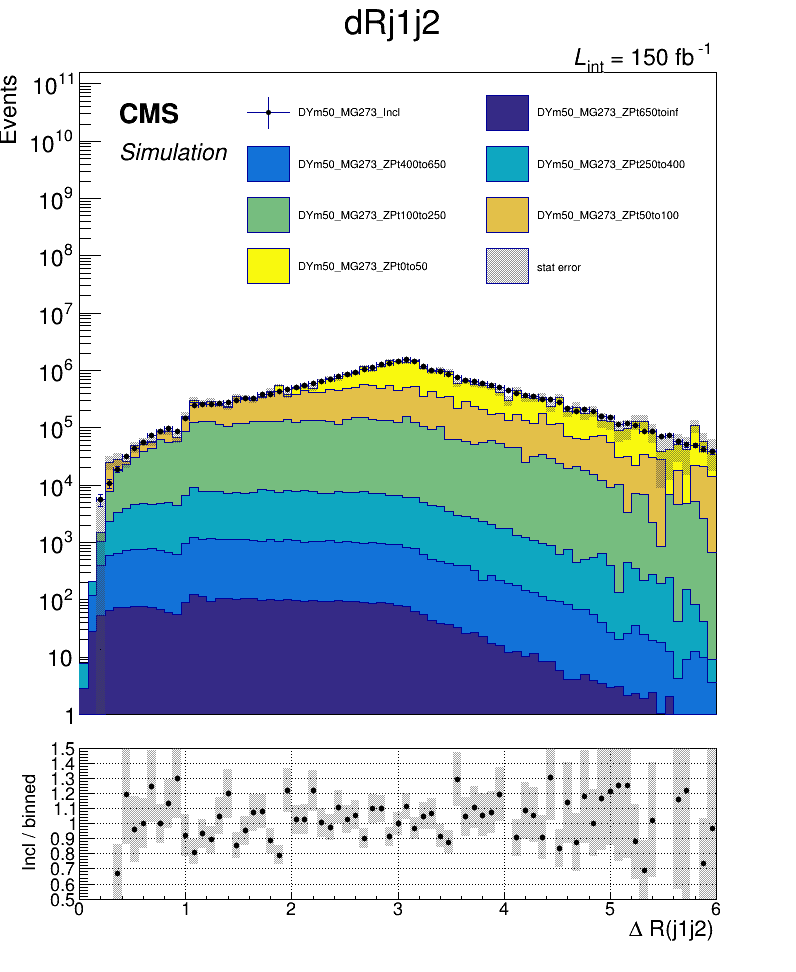 dRj1j2
L_int = 150 fb^-1
Events
10^11
10^10
10^9
10^8
10^7
10^6
10^5
10^4
10^3
10^2
10
1
CMS
Simulation
DYm50_MG273_Incl
DYm50_MG273_ZPt650toinf
DYm50_MG273_ZPt400to650
DYm50_MG273_ZPt250to400
DYm50_MG273_ZPt100to250
DYm50_MG273_ZPt50to100
DYm50_MG273_ZPt0to50
stat error
Incl / binned
1.5
1.4
1.3
1.2
1.1
1
0.9
0.8
0.7
0.6
0.5
0 1 2 3 4 5 6
Δ R(j1j2)